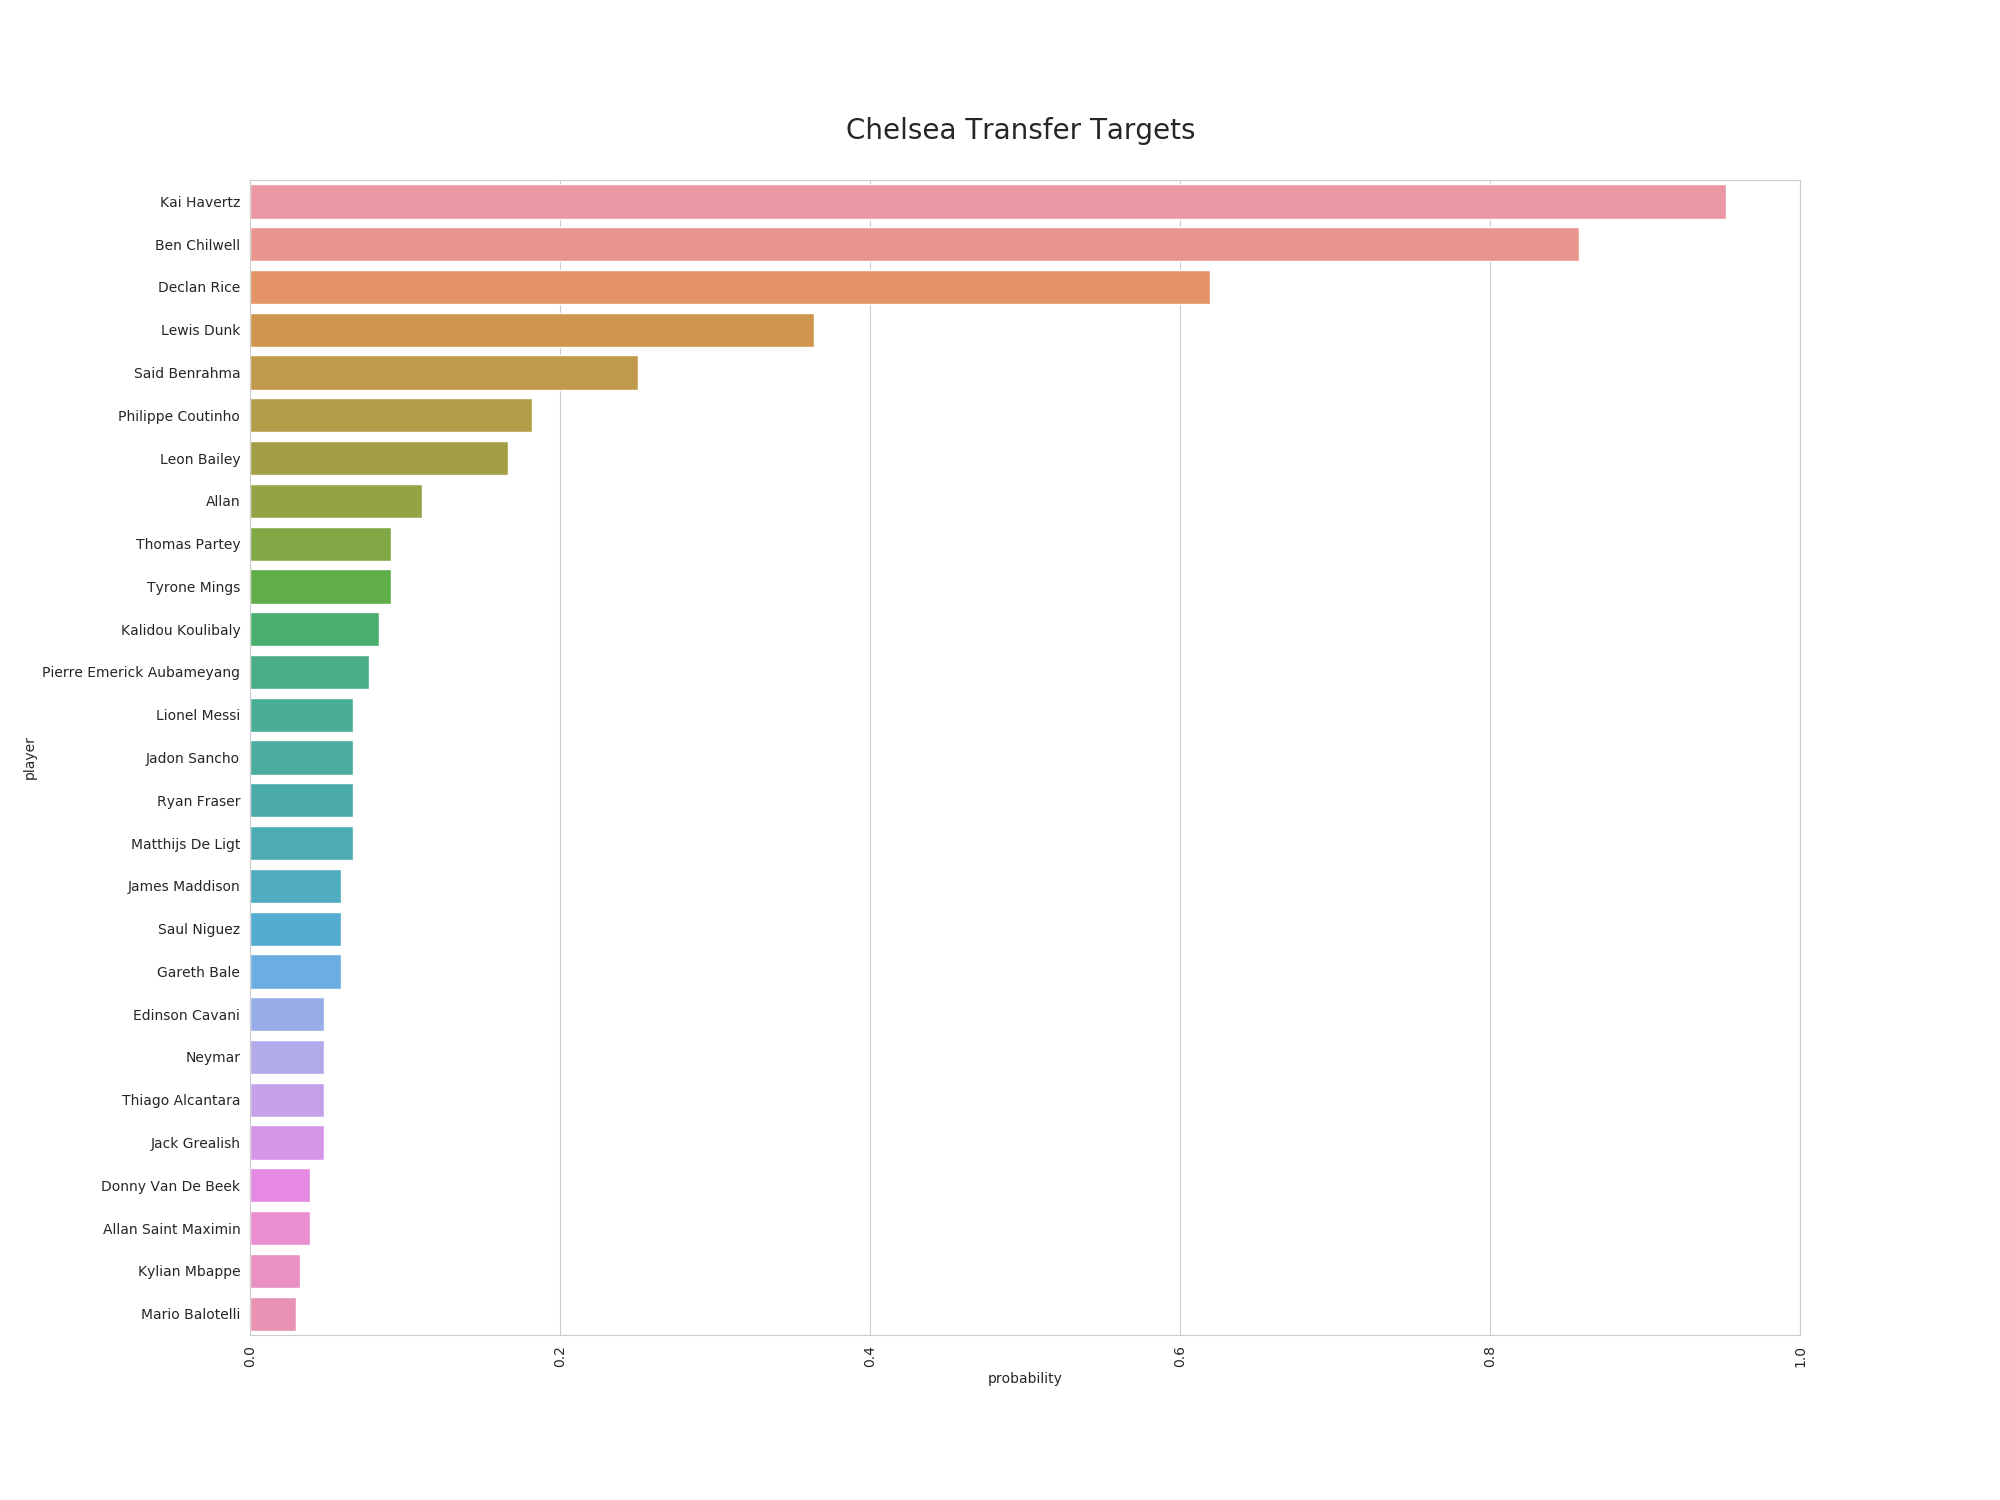 Chelsea Transfer Targets
Kai Havertz
Ben Chilwell
Declan Rice
Lewis Dunk
Said Benrahma
Philippe Coutinho
Leon Bailey
Allan
Thomas Partey
Tyrone Mings
Kalidou Koulibaly
Pierre Emerick Aubameyang
Lionel Messi
Jadon Sancho
Ryan Fraser
Matthijs De Ligt
James Maddison
Saul Niguez
Gareth Bale
Edinson Cavani
Neymar
Thiago Alcantara
Jack Grealish
Donny Van De Beek
Allan Saint Maximin
Kylian Mbappe
Mario Balotelli
player
0.0
0.2
0.4
0.6
0.8
1.0
probability